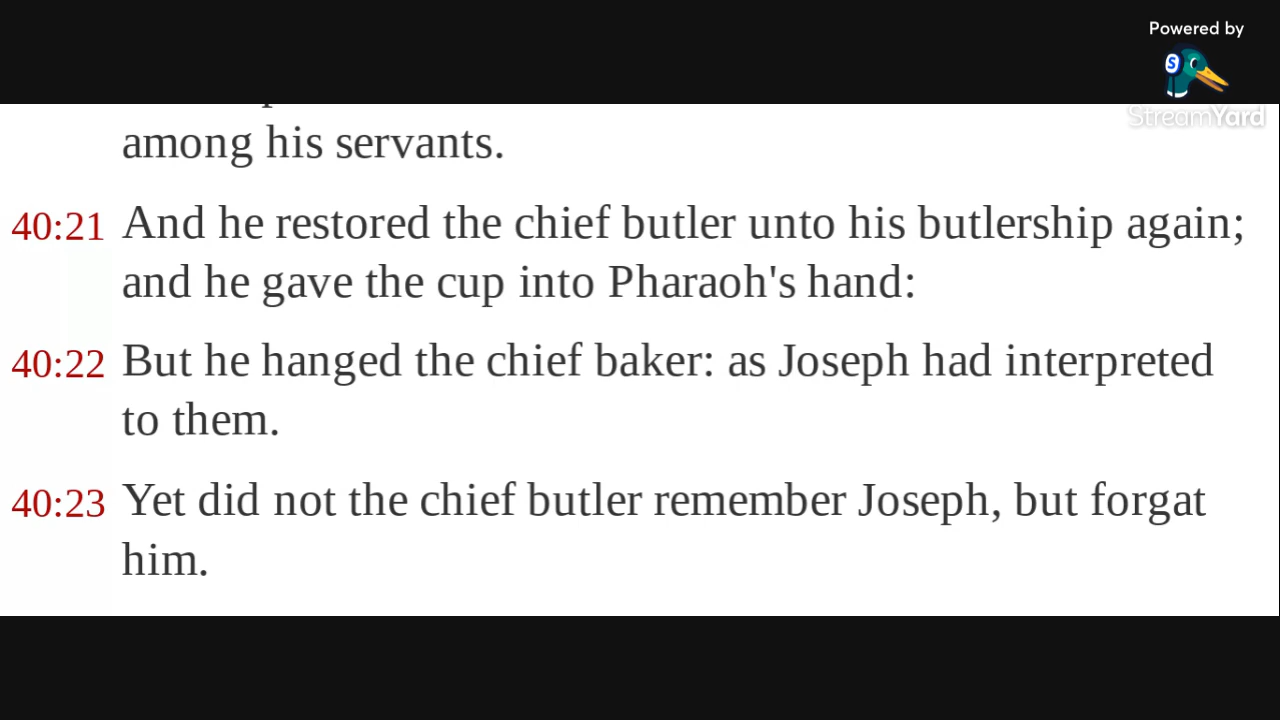 Powered by
StreamYard
among his servants.
40:21 And he restored the chief butler unto his butlership again;
and he gave the cup into Pharaoh's hand:
40:22 But he hanged the chief baker: as Joseph had interpreted
to them.
40:23 Yet did not the chief butler remember Joseph, but forgat
him.